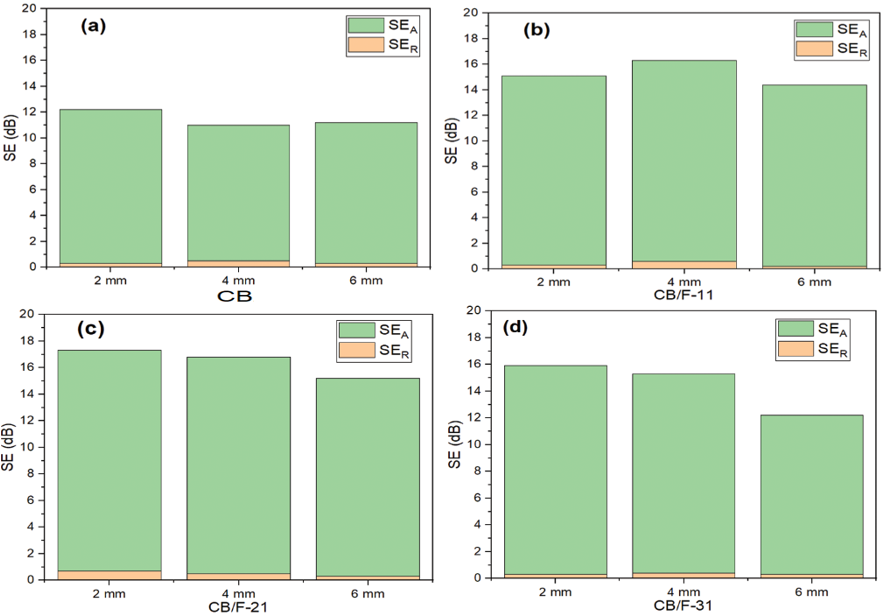 (a)
SE_A
SE_R
SE (dB)
20
18
16
14
12
10
8
6
4
2
0
2 mm 4 mm 6 mm
CB
(b)
SE_A
SE_R
SE (dB)
20
18
16
14
12
10
8
6
4
2
0
2 mm 4 mm 6 mm
CB/F-11
(c)
SE_A
SE_R
SE (dB)
20
18
16
14
12
10
8
6
4
2
0
2 mm 4 mm 6 mm
CB/F-21
(d)
SE_A
SE_R
SE (dB)
20
18
16
14
12
10
8
6
4
2
0
2 mm 4 mm 6 mm
CB/F-31